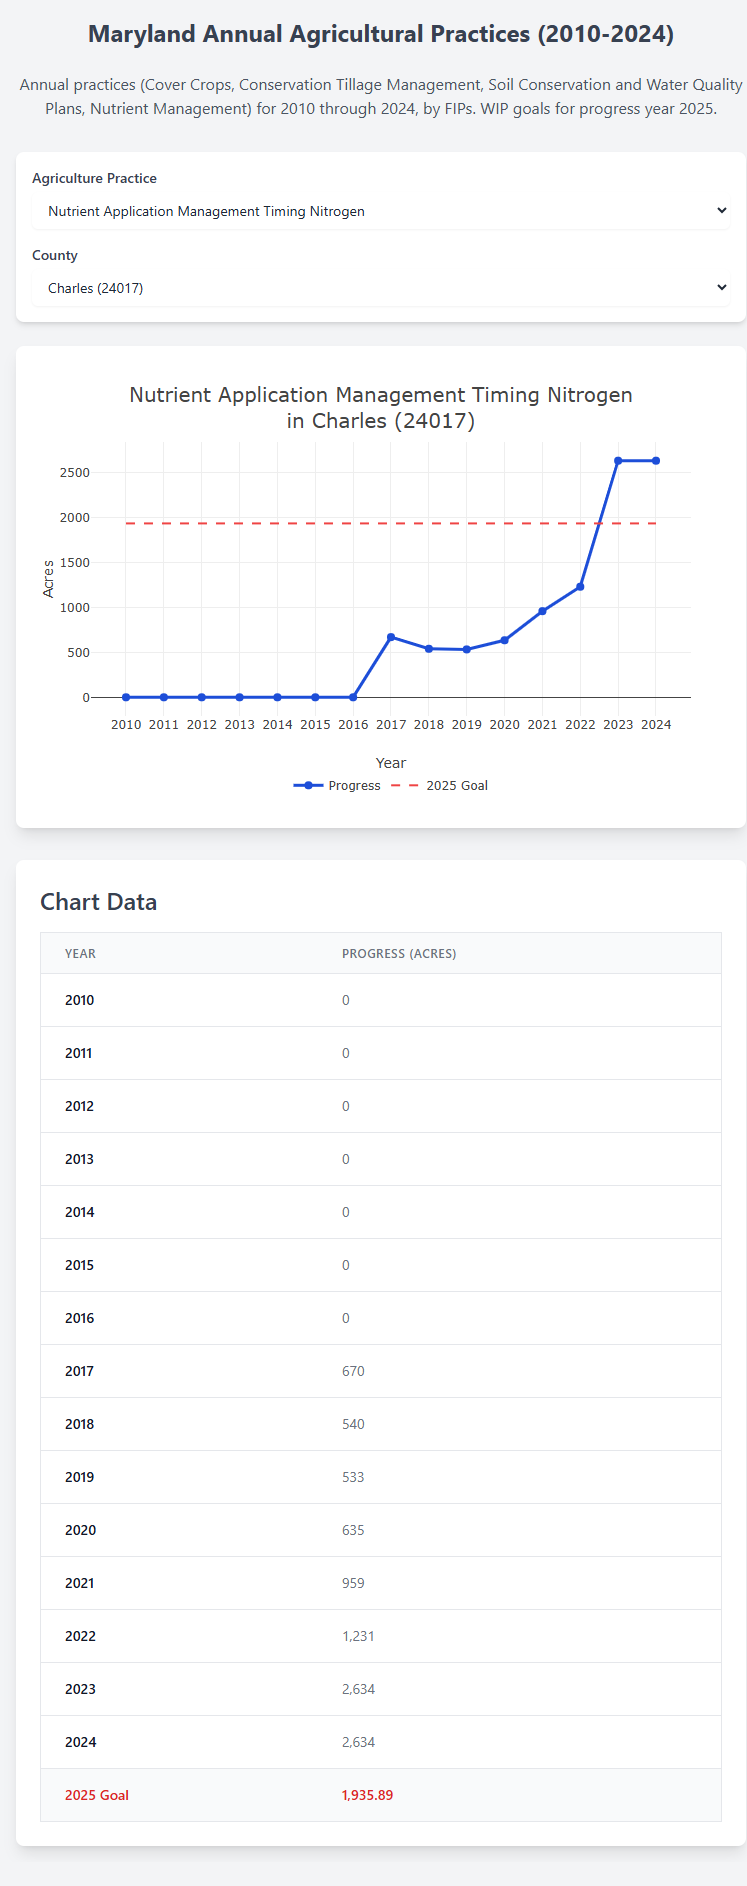 Maryland Annual Agricultural Practices (2010-2024)
Annual practices (Cover Crops, Conservation Tillage Management, Soil Conservation and Water Quality
Plans, Nutrient Management) for 2010 through 2024, by FIPs. WIP goals for progress year 2025.
Agriculture Practice
Nutrient Application Management Timing Nitrogen
County
Charles (24017)
Nutrient Application Management Timing Nitrogen
in Charles (24017)
2500
2000
1500
1000
500
0
Acres
2010 2011 2012 2013 2014 2015 2016 2017 2018 2019 2020 2021 2022 2023 2024
Year
Progress 2025 Goal
Chart Data
YEAR PROGRESS (ACRES)
2010 0
2011 0
2012 0
2013 0
2014 0
2015 0
2016 0
2017 670
2018 540
2019 533
2020 635
2021 959
2022 1,231
2023 2,634
2024 2,634
2025 Goal 1,935.89